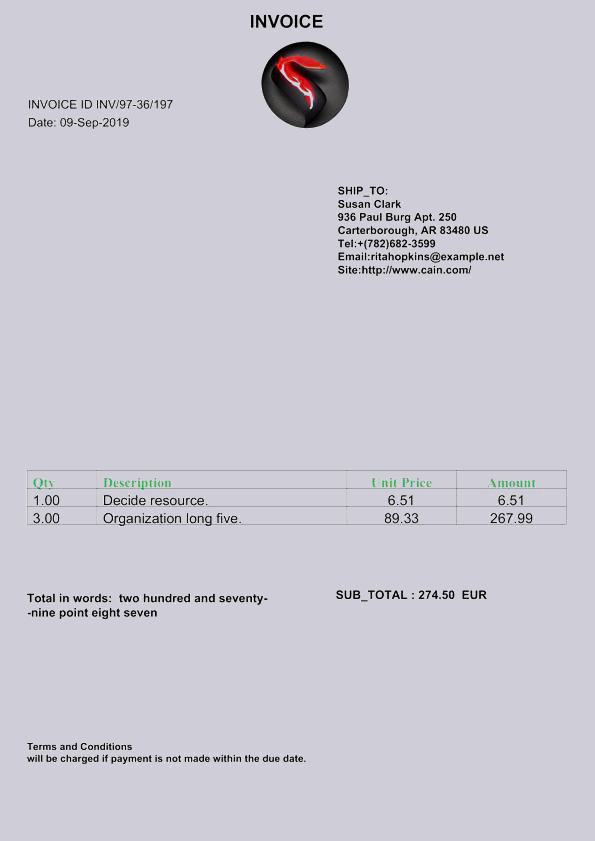 INVOICE
INVOICE ID INV/97-36/197
Date: 09-Sep-2019
SHIP_TO:
Susan Clark
936 Paul Burg Apt. 250
Carterborough, AR 83480 US
Tel:+(782)682-3599
Email:ritahopkins@example.net
Site:http://www.cain.com/
Qty Description Unit Price Amount
1.00 Decide resource. 6.51 6.51
3.00 Organization long five. 89.33 267.99
Total in words: two hundred and seventy-
-nine point eight seven
SUB_TOTAL : 274.50 EUR
Terms and Conditions
will be charged if payment is not made within the due date.